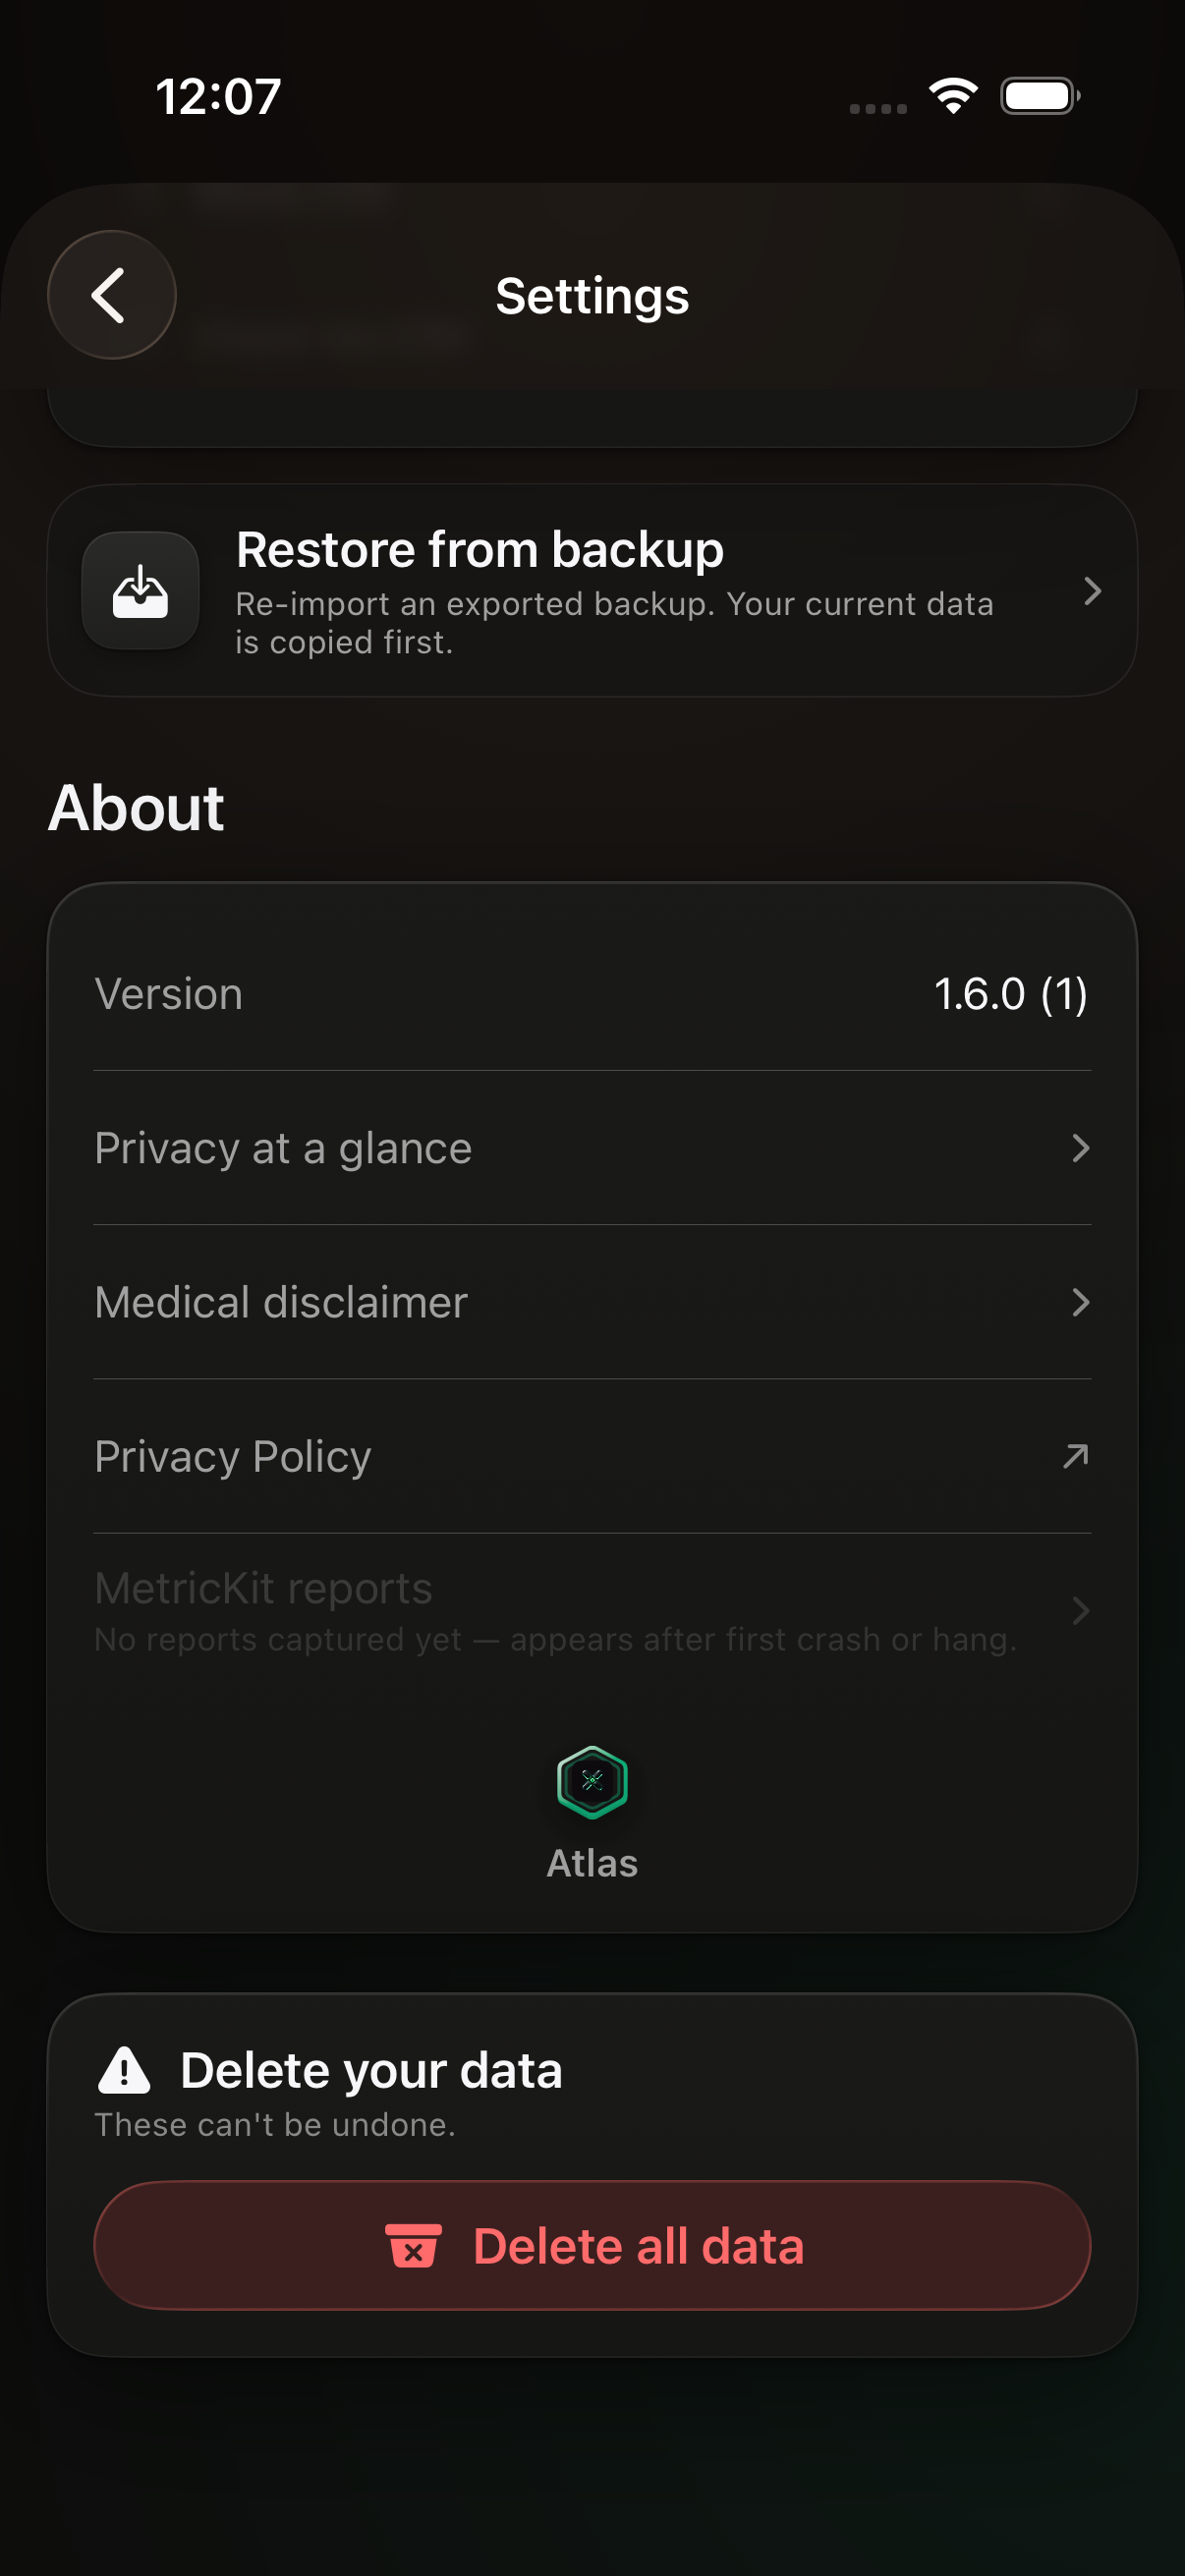 12:07
Settings
Restore from backup
Re-import an exported backup. Your current data
is copied first.
About
Version
1.6.0 (1)
Privacy at a glance
Medical disclaimer
Privacy Policy
MetricKit reports
No reports captured yet — appears after first crash or hang.
Atlas
Delete your data
These can't be undone.
Delete all data